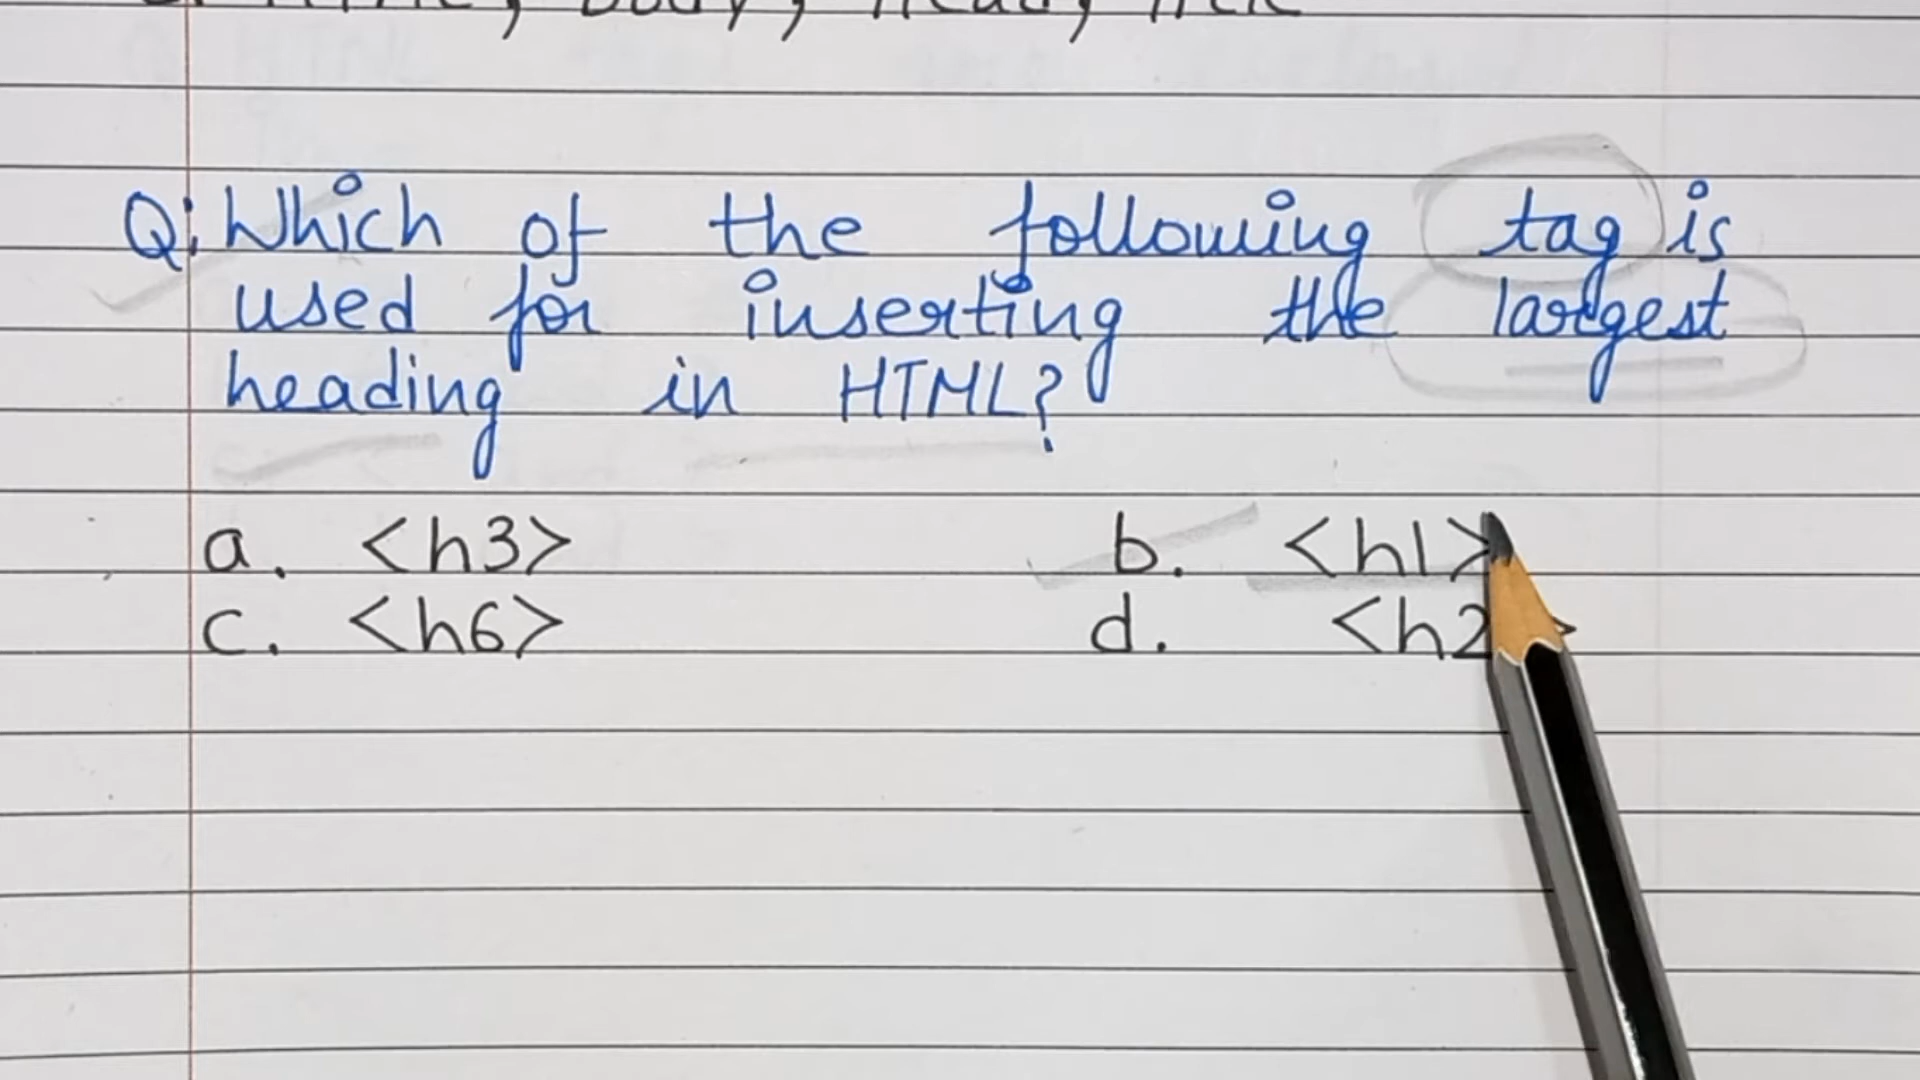 Q: Which of the following tag is
used for inserting the largest
heading in HTML?
a. <h3> b. <h1>
c. <h6> d. <h2>